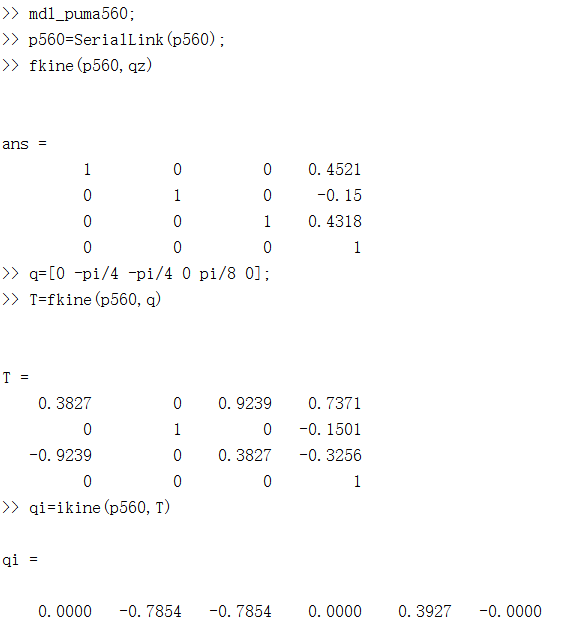 >> mdl_puma560;
>> p560=SerialLink(p560);
>> fkine(p560,qz)
ans =
1 0 0 0.4521
0 1 0 -0.15
0 0 1 0.4318
0 0 0 1
>> q=[0 -pi/4 -pi/4 0 pi/8 0];
>> T=fkine(p560,q)
T =
0.3827 0 0.9239 0.7371
0 1 0 -0.1501
-0.9239 0 0.3827 -0.3256
0 0 0 1
>> qi=ikine(p560,T)
qi =
0.0000 -0.7854 -0.7854 0.0000 0.3927 -0.0000